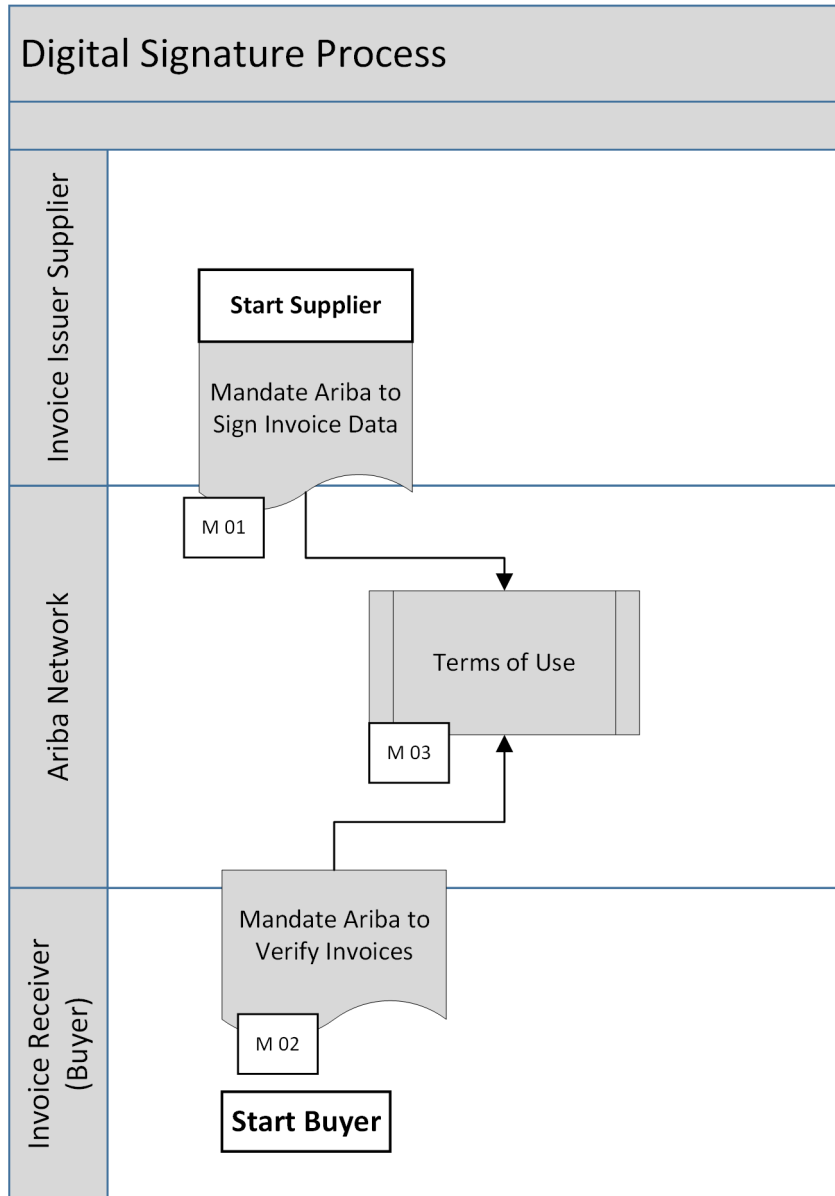 Digital Signature Process
Invoice Issuer Supplier
Start Supplier
Mandate Ariba to
Sign Invoice Data
M 01
Ariba Network
Terms of Use
M 03
Invoice Receiver
(Buyer)
Mandate Ariba to
Verify Invoices
M 02
Start Buyer